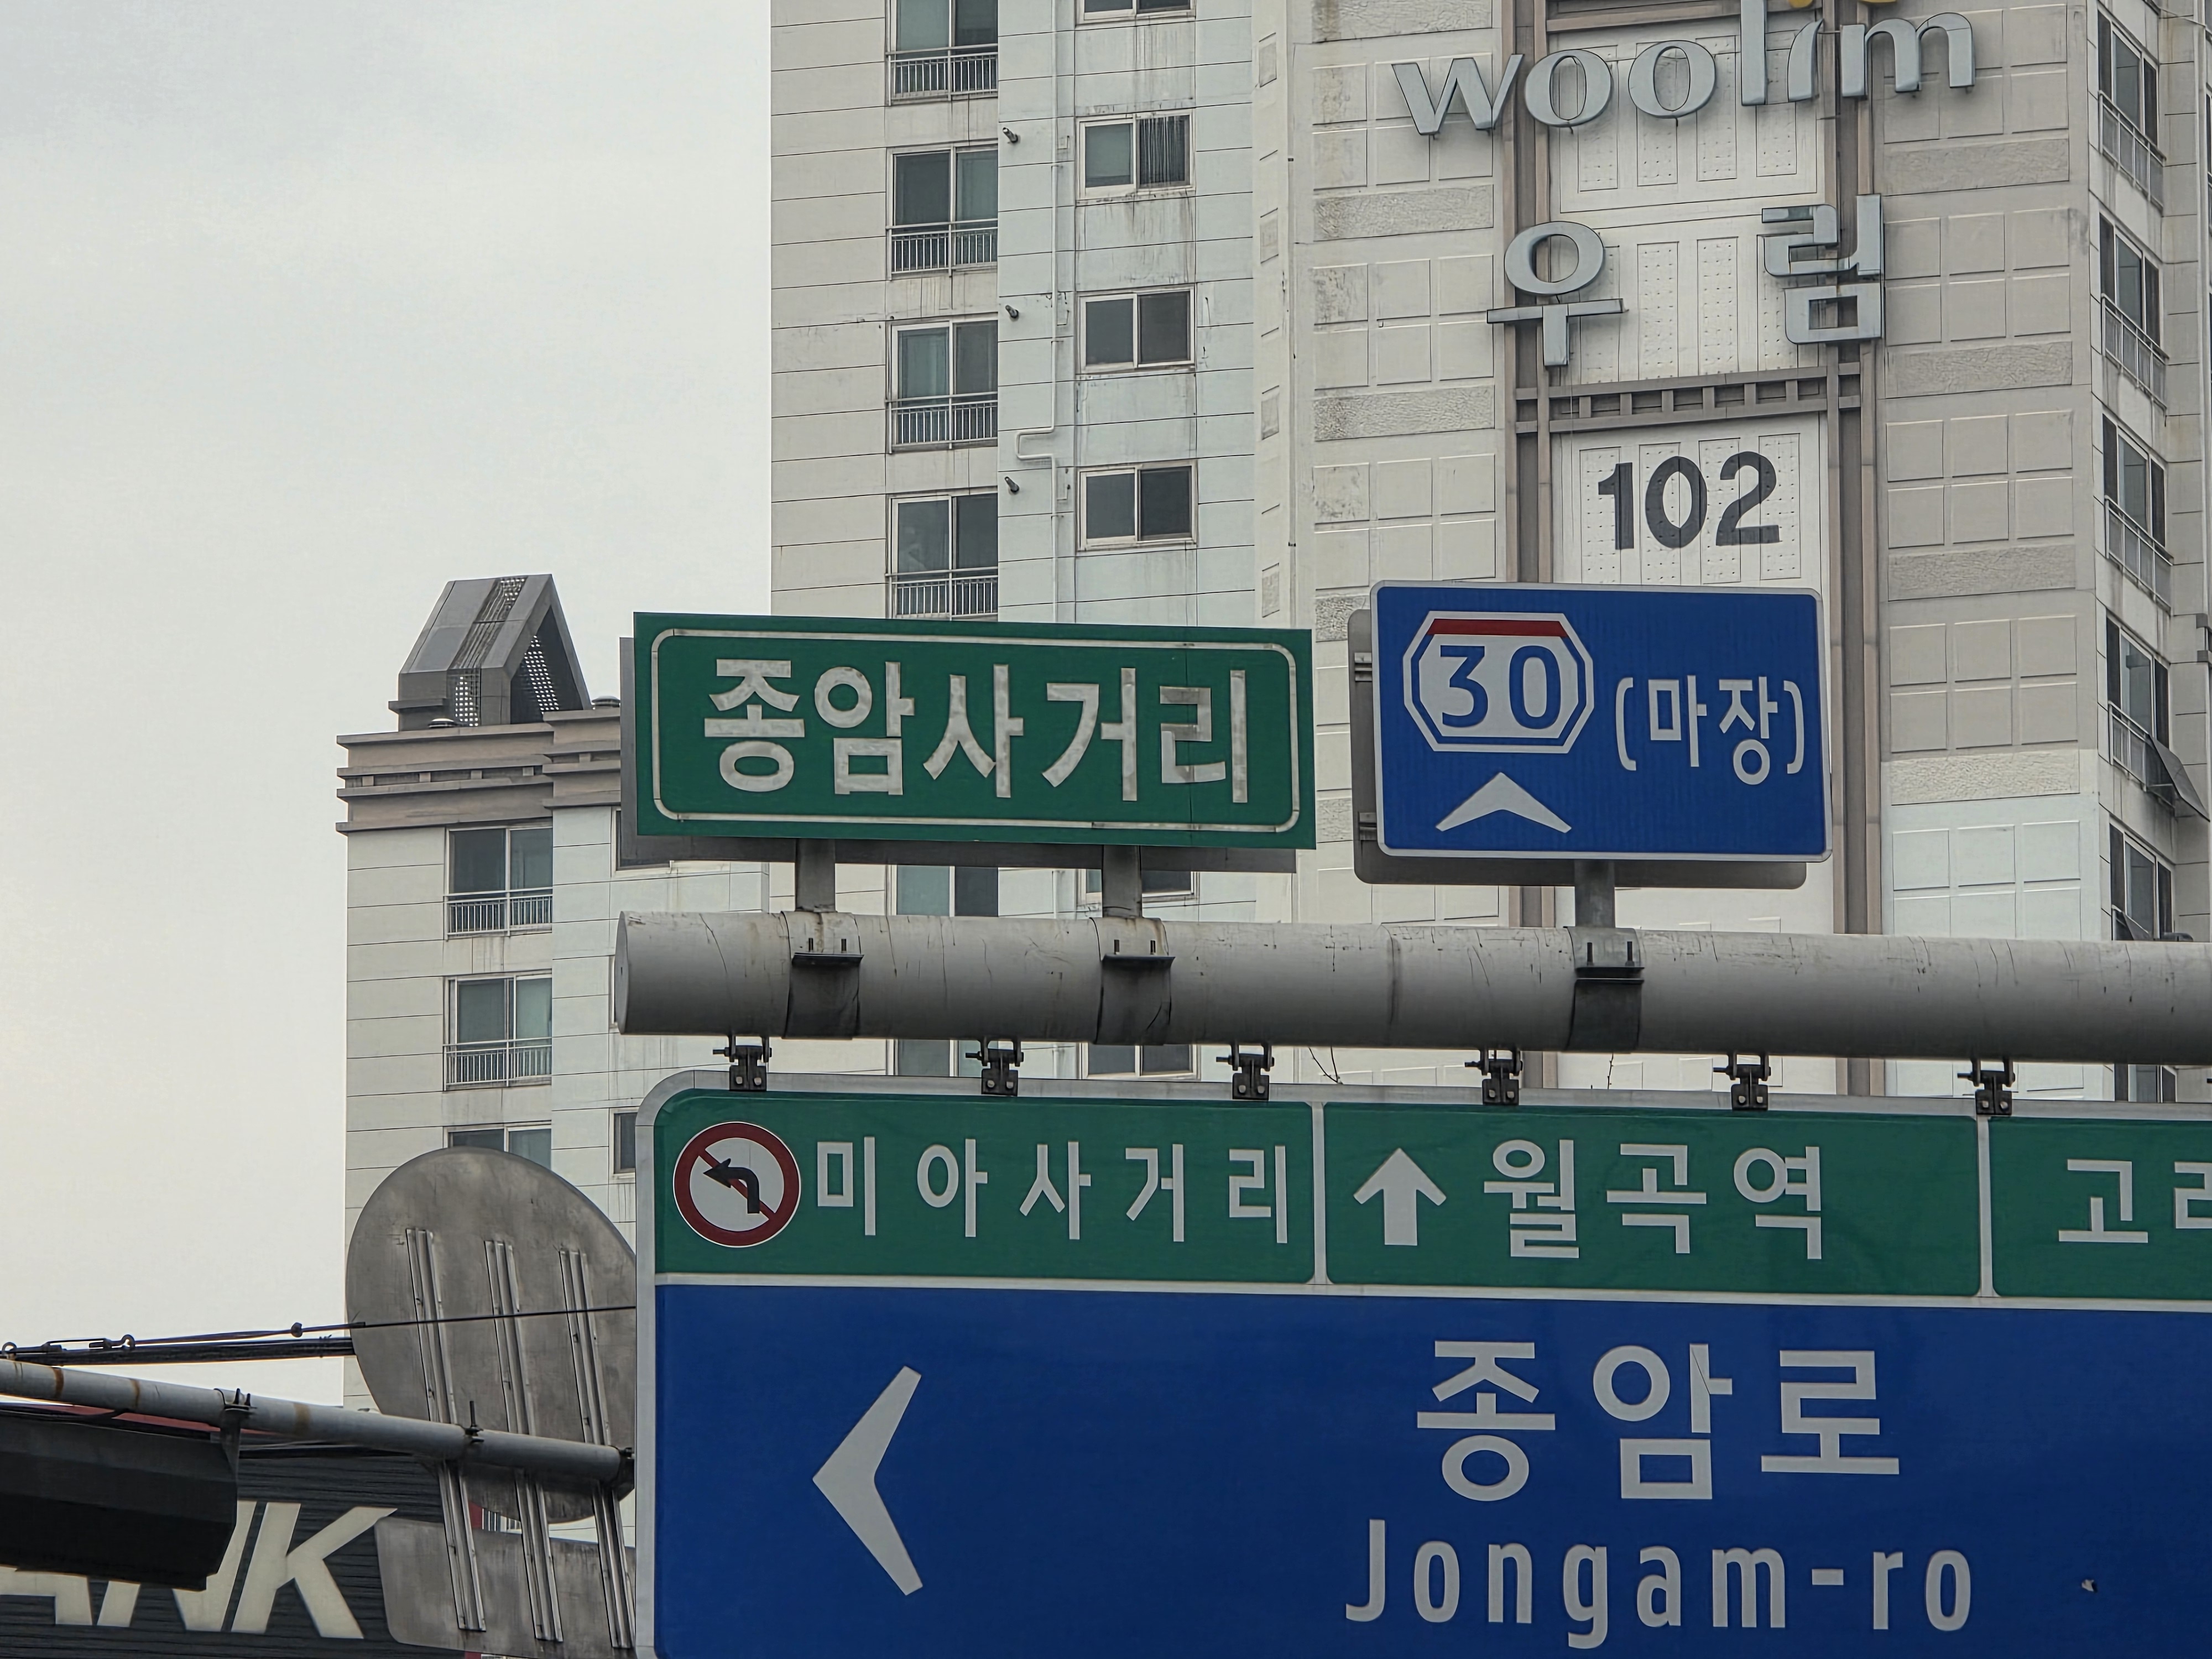 woolim
우림
102
종암사거리
30 (마장)
미아사거리
월곡역
종암로
Jongam-ro